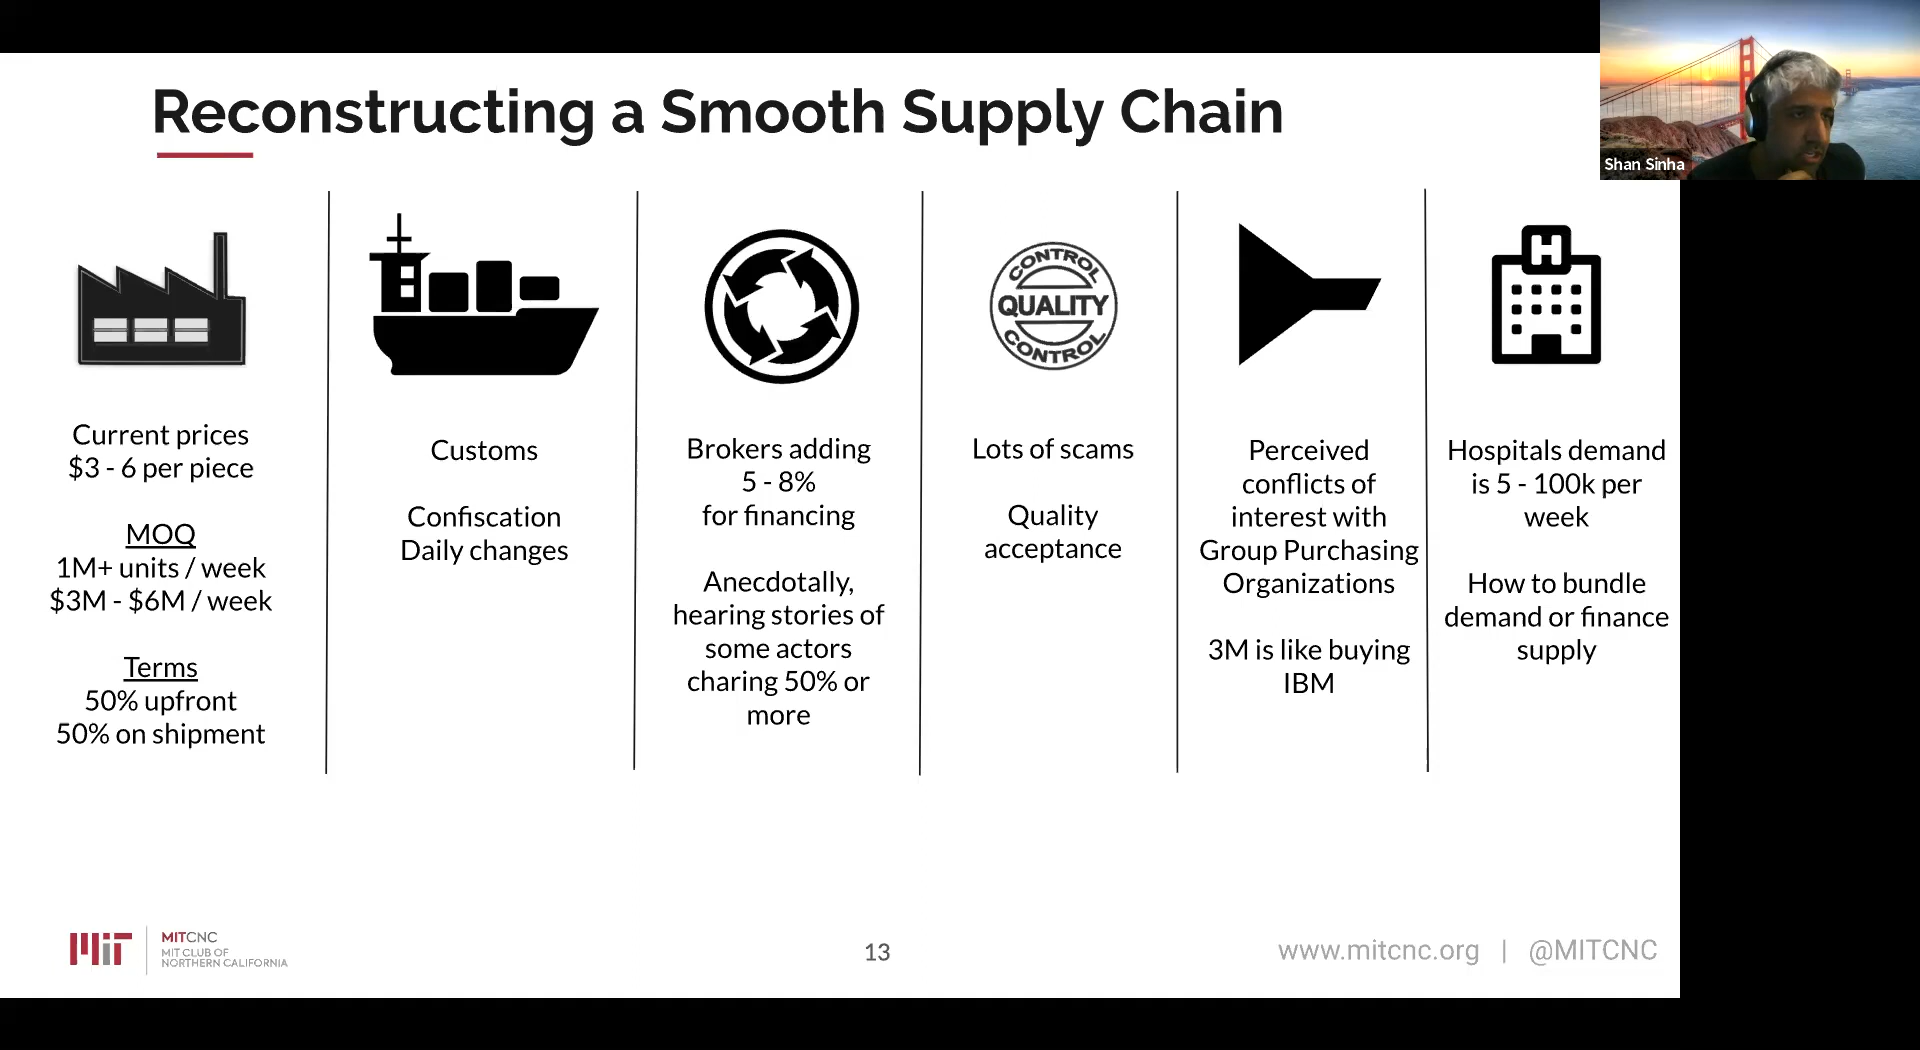 Reconstructing a Smooth Supply Chain
Shan Sinha
Current prices
$3 - 6 per piece
MOQ
1M+ units / week
$3M - $6M / week
Terms
50% upfront
50% on shipment
Customs
Confiscation
Daily changes
Brokers adding
5 - 8%
for financing
Anecdotally,
hearing stories of
some actors
charing 50% or
more
CONTROL
QUALITY
CONTROL
Lots of scams
Quality
acceptance
Perceived
conflicts of
interest with
Group Purchasing
Organizations
3M is like buying
IBM
H
Hospitals demand
is 5 - 100k per
week
How to bundle
demand or finance
supply
MIT
MITCNC
MIT CLUB OF
NORTHERN CALIFORNIA
13
www.mitcnc.org | @MITCNC